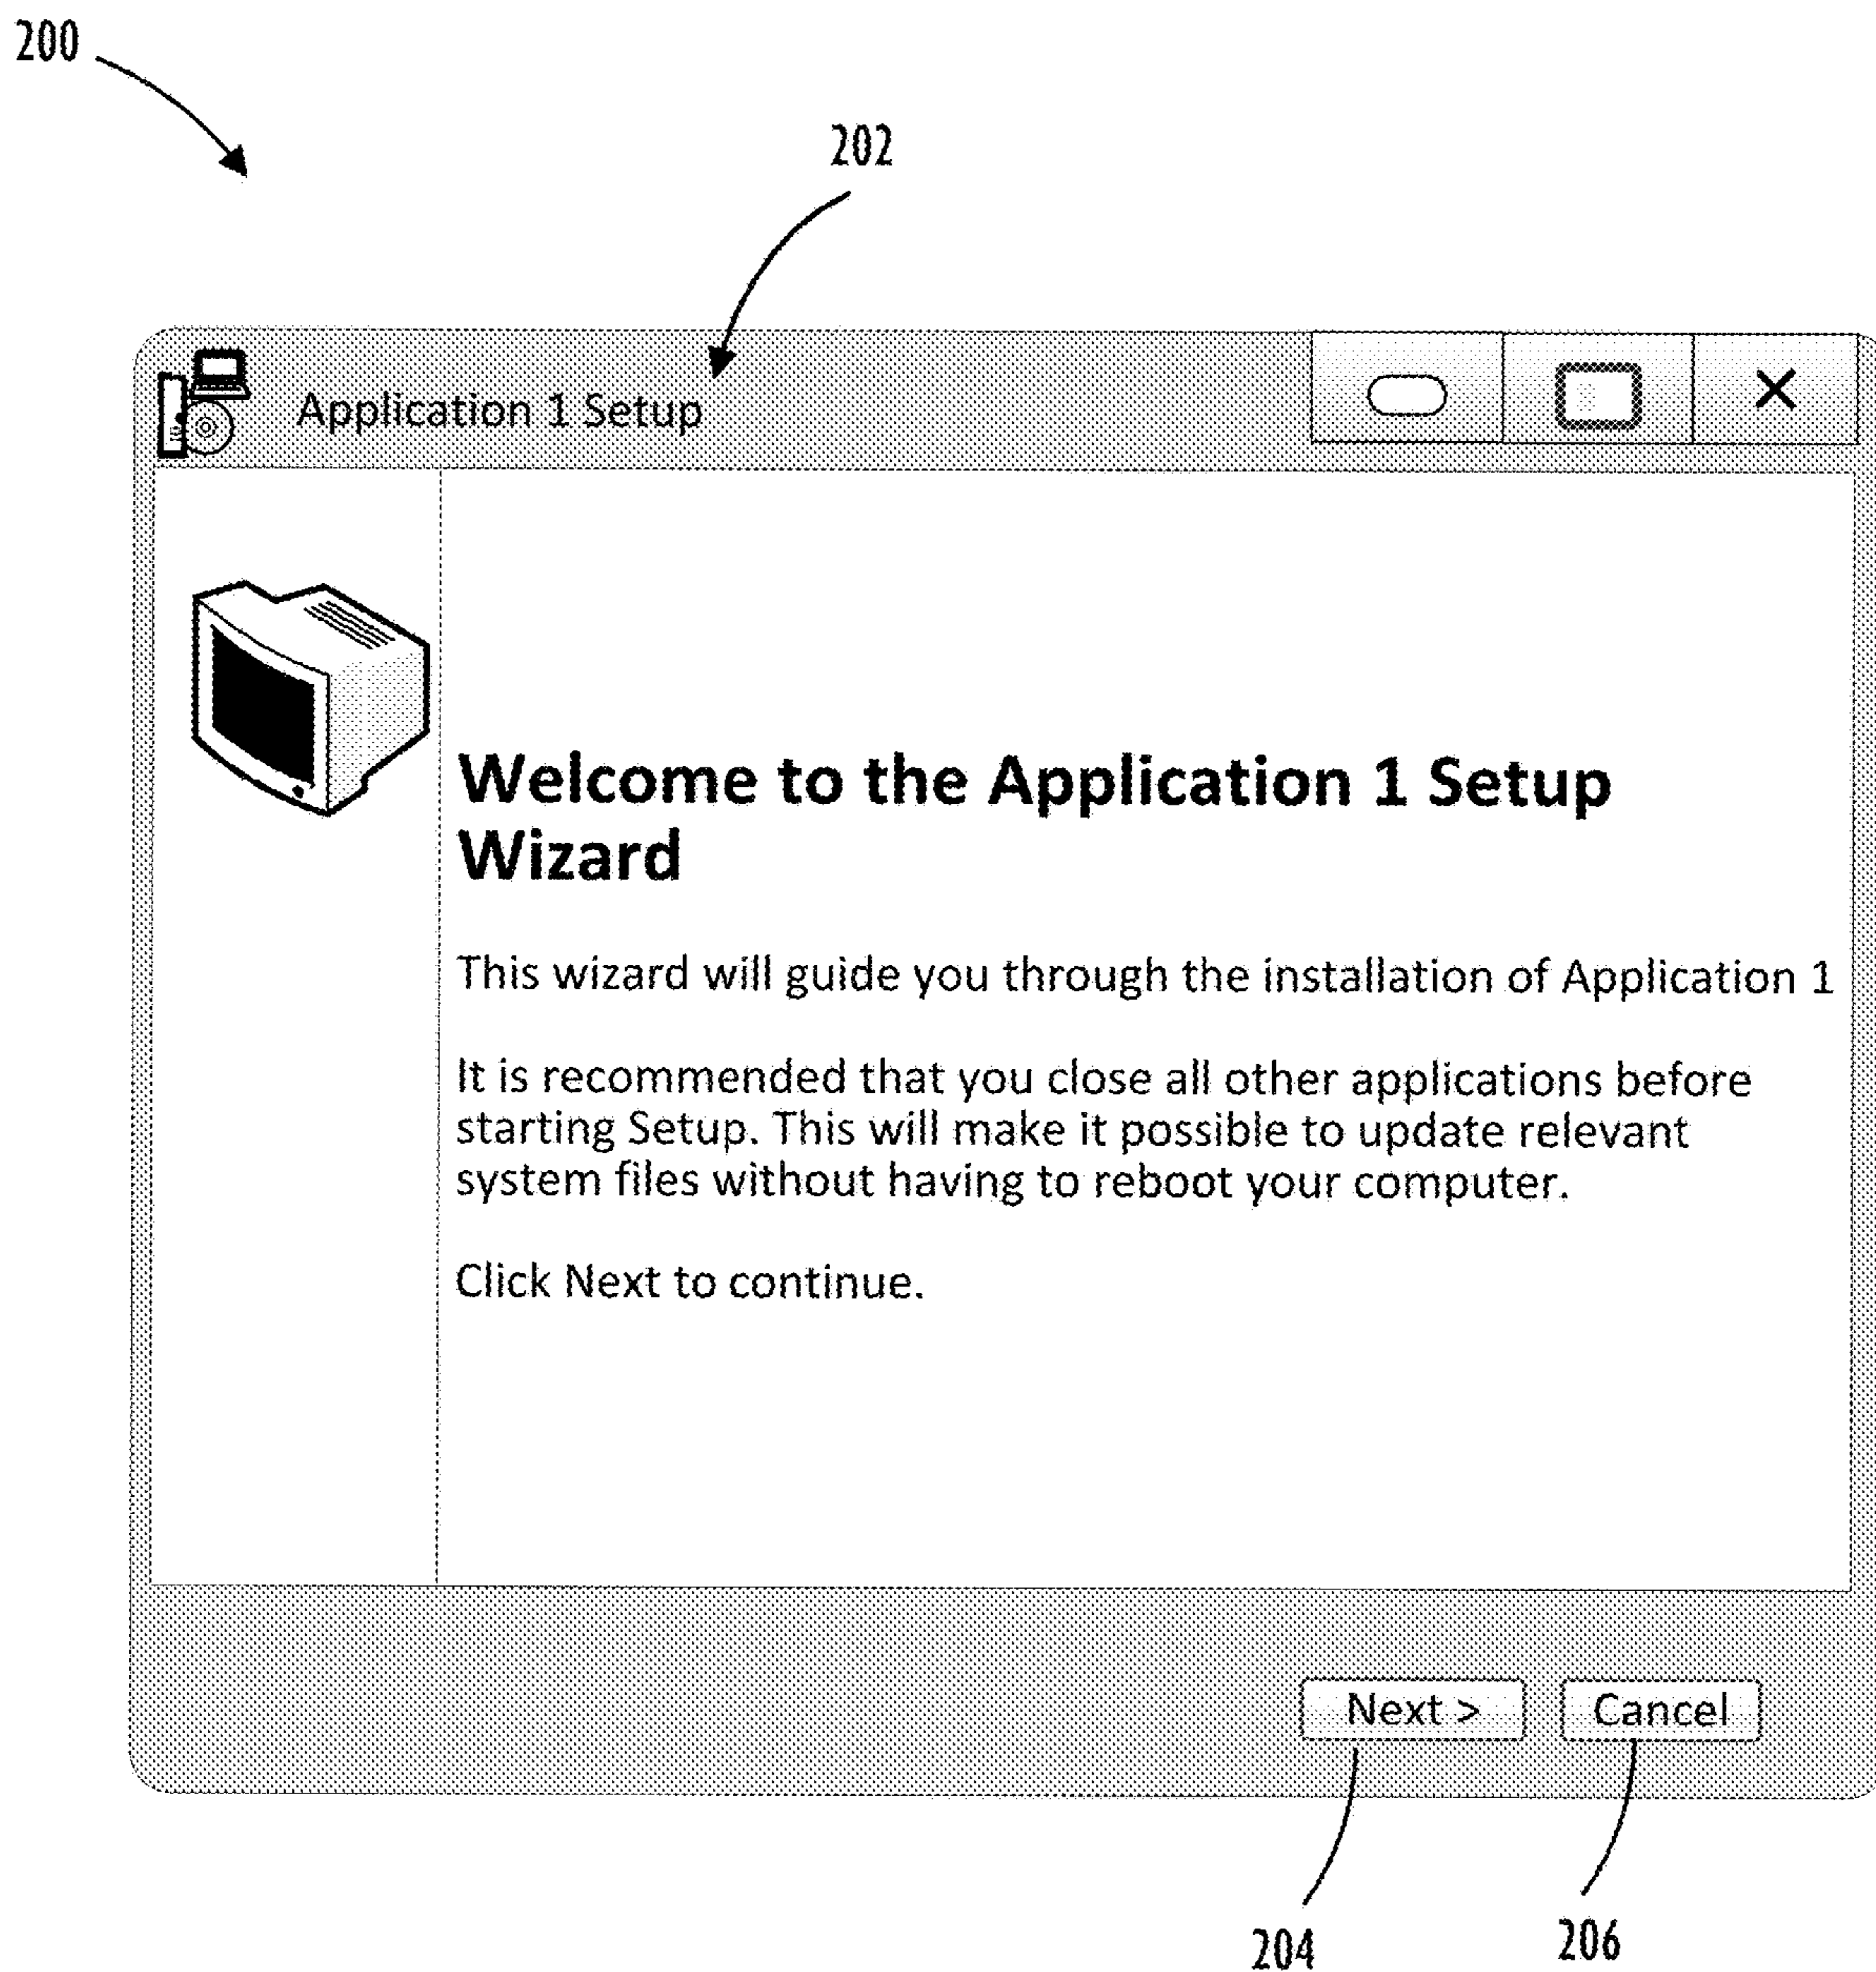 200
202
Application 1 Setup
Welcome to the Application 1 Setup
Wizard
This wizard will guide you through the installation of Application 1
It is recommended that you close all other applications before
starting Setup. This will make it possible to update relevant
system files without having to reboot your computer.
Click Next to continue.
Next > Cancel
204 206